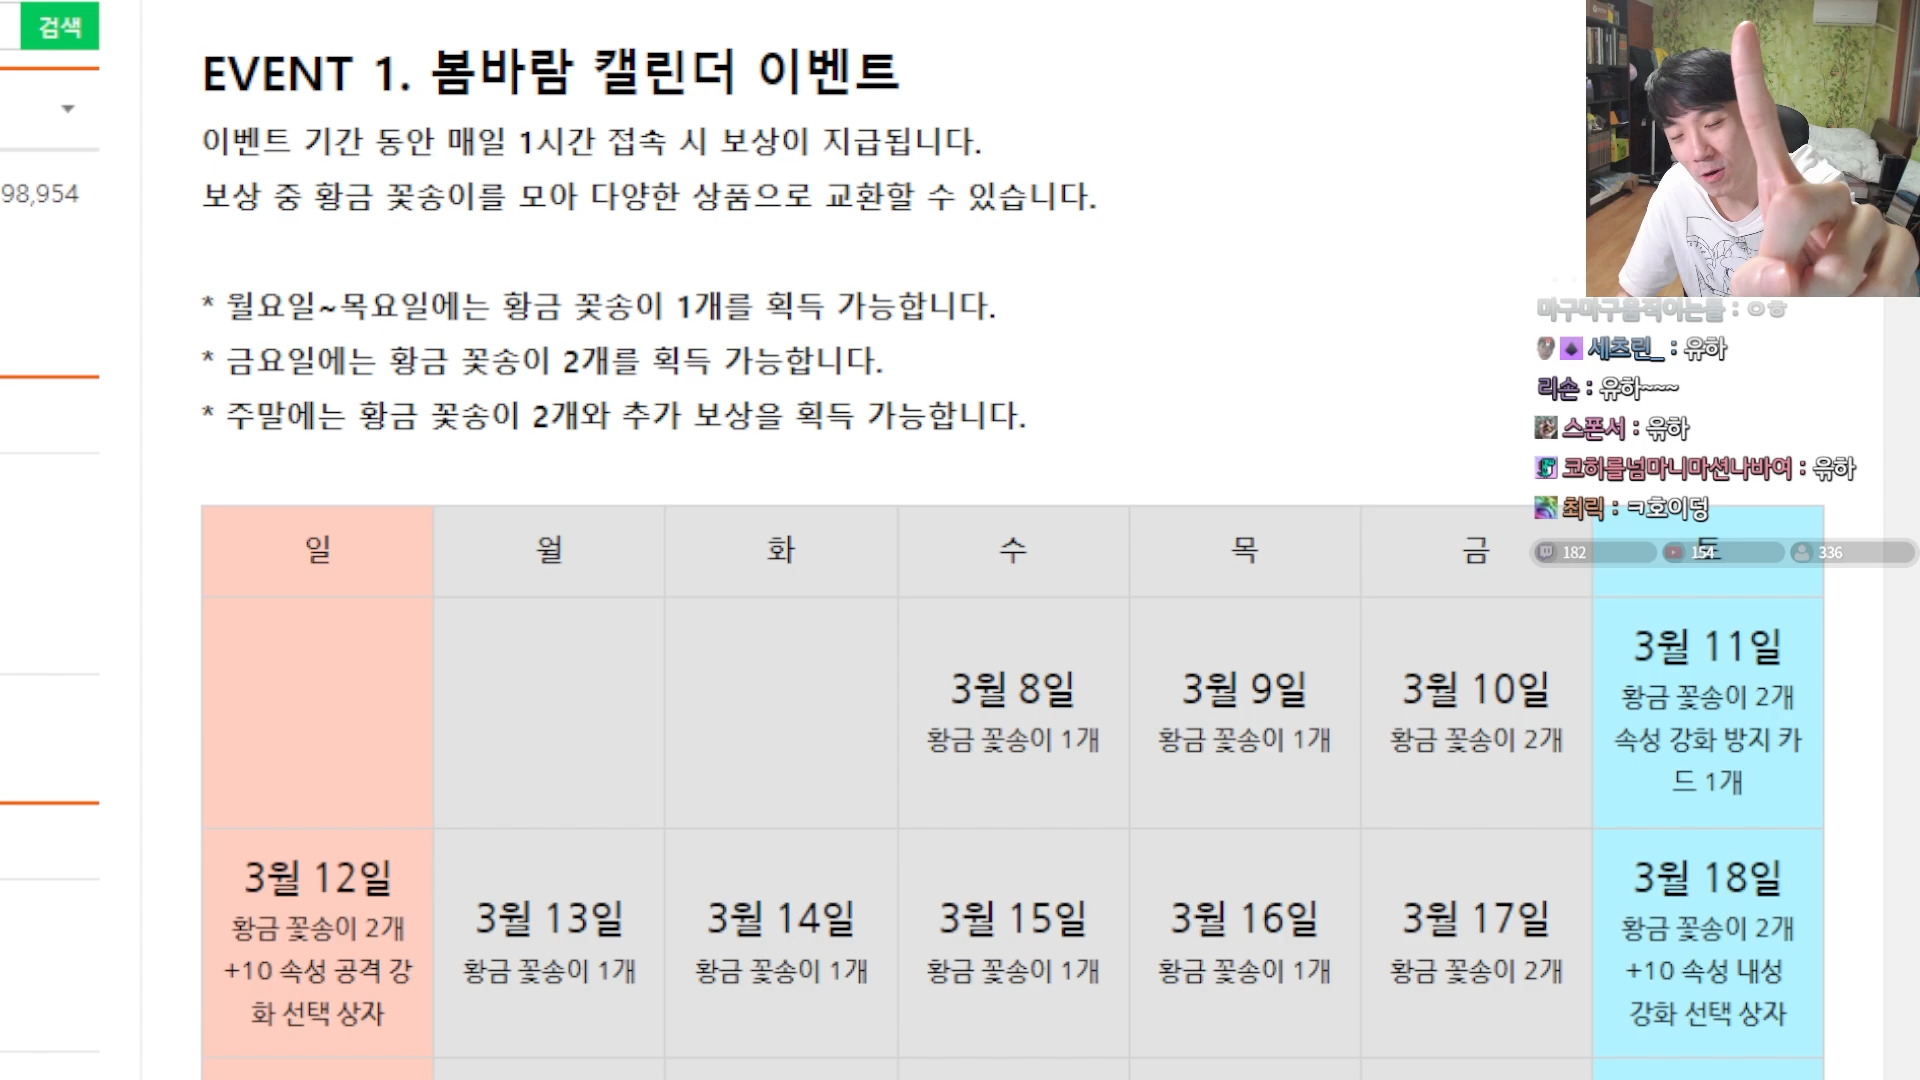 검색
98,954
EVENT 1. 봄바람 캘린더 이벤트
이벤트 기간 동안 매일 1시간 접속 시 보상이 지급됩니다.
보상 중 황금 꽃송이를 모아 다양한 상품으로 교환할 수 있습니다.
* 월요일~목요일에는 황금 꽃송이 1개를 획득 가능합니다.
* 금요일에는 황금 꽃송이 2개를 획득 가능합니다.
* 주말에는 황금 꽃송이 2개와 추가 보상을 획득 가능합니다.
마구마구움직이는돌 : ㅇㅎ
세츠린_ : 유하
리손 : 유하~~~
스폰서 : 윾하
코히를넘마니마션나바여 : 유하
최릭 : ㅋ호이덩
182
154
336
일 월 화 수 목 금 토
3월 8일
황금 꽃송이 1개
3월 9일
황금 꽃송이 1개
3월 10일
황금 꽃송이 2개
3월 11일
황금 꽃송이 2개
속성 강화 방지 카
드 1개
3월 12일
황금 꽃송이 2개
+10 속성 공격 강
화 선택 상자
3월 13일
황금 꽃송이 1개
3월 14일
황금 꽃송이 1개
3월 15일
황금 꽃송이 1개
3월 16일
황금 꽃송이 1개
3월 17일
황금 꽃송이 2개
3월 18일
황금 꽃송이 2개
+10 속성 내성
강화 선택 상자